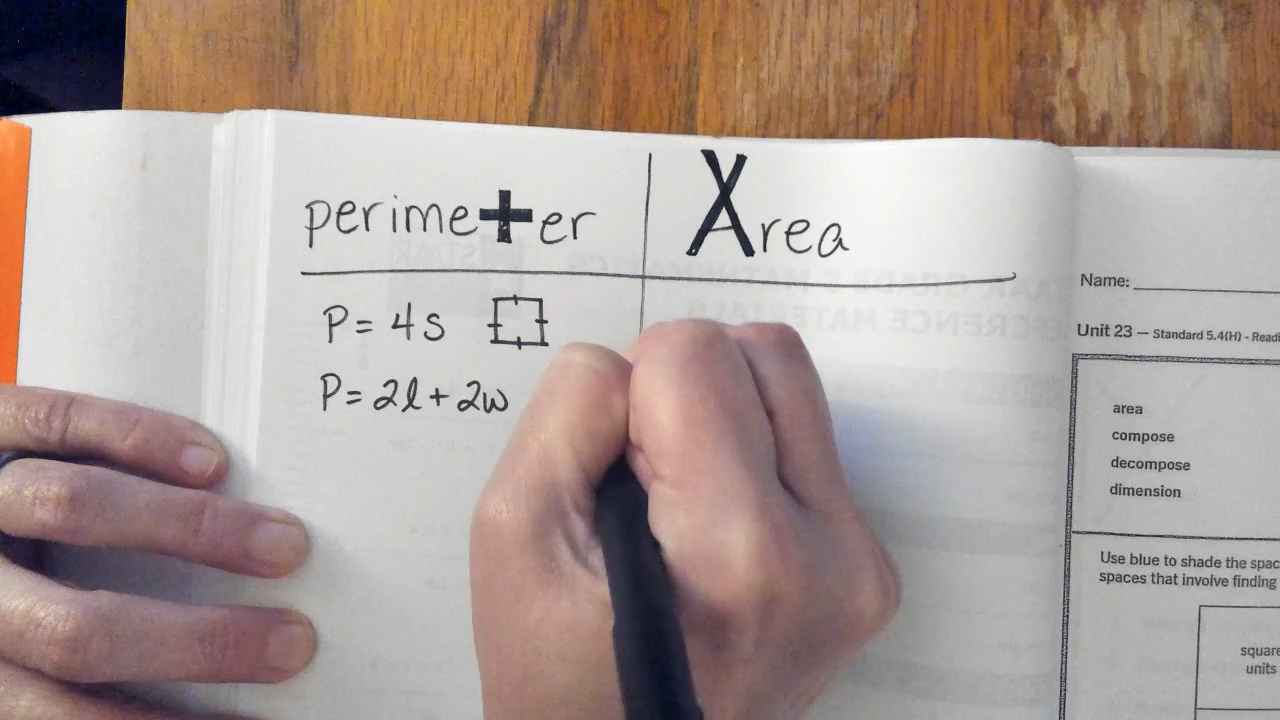 perimeter
Xrea
P = 4s
P = 2l + 2w
Name:
Unit 23 — Standard 5.4(H) - Readi
area
compose
decompose
dimension
Use blue to shade the spac
spaces that involve finding
square
units